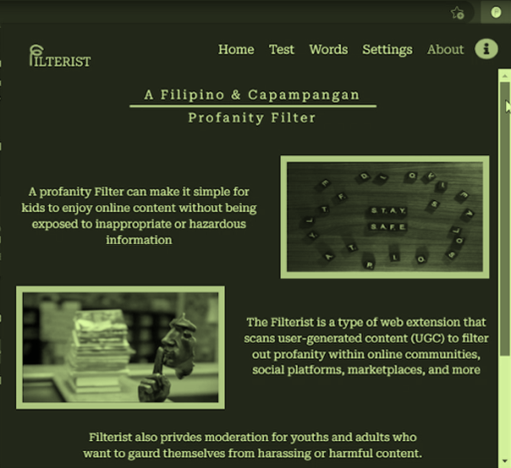 FILTERIST
Home Test Words Settings About i
A Filipino & Capampangan
Profanity Filter
A profanity Filter can make it simple for
kids to enjoy online content without being
exposed to inappropriate or hazardous
information
STAY
SAFE
The Filterist is a type of web extension that
scans user-generated content (UGC) to filter
out profanity within online communities,
social platforms, marketplaces, and more
Filterist also privdes moderation for youths and adults who
want to gaurd themselves from harassing or harmful content.